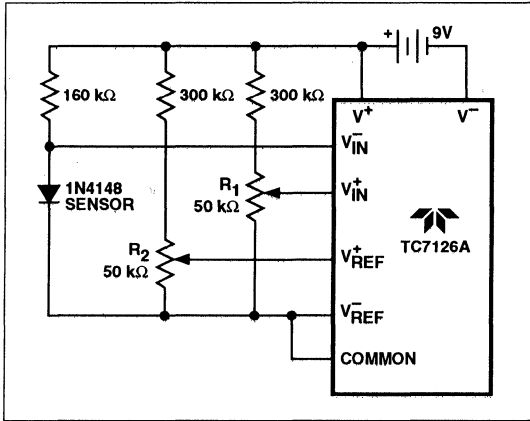 + 9V
160 kΩ
300 kΩ
300 kΩ
V+
V−
V−IN
1N4148
SENSOR
R1
50 kΩ
V+IN
TC7126A
R2
50 kΩ
V+REF
V−REF
COMMON